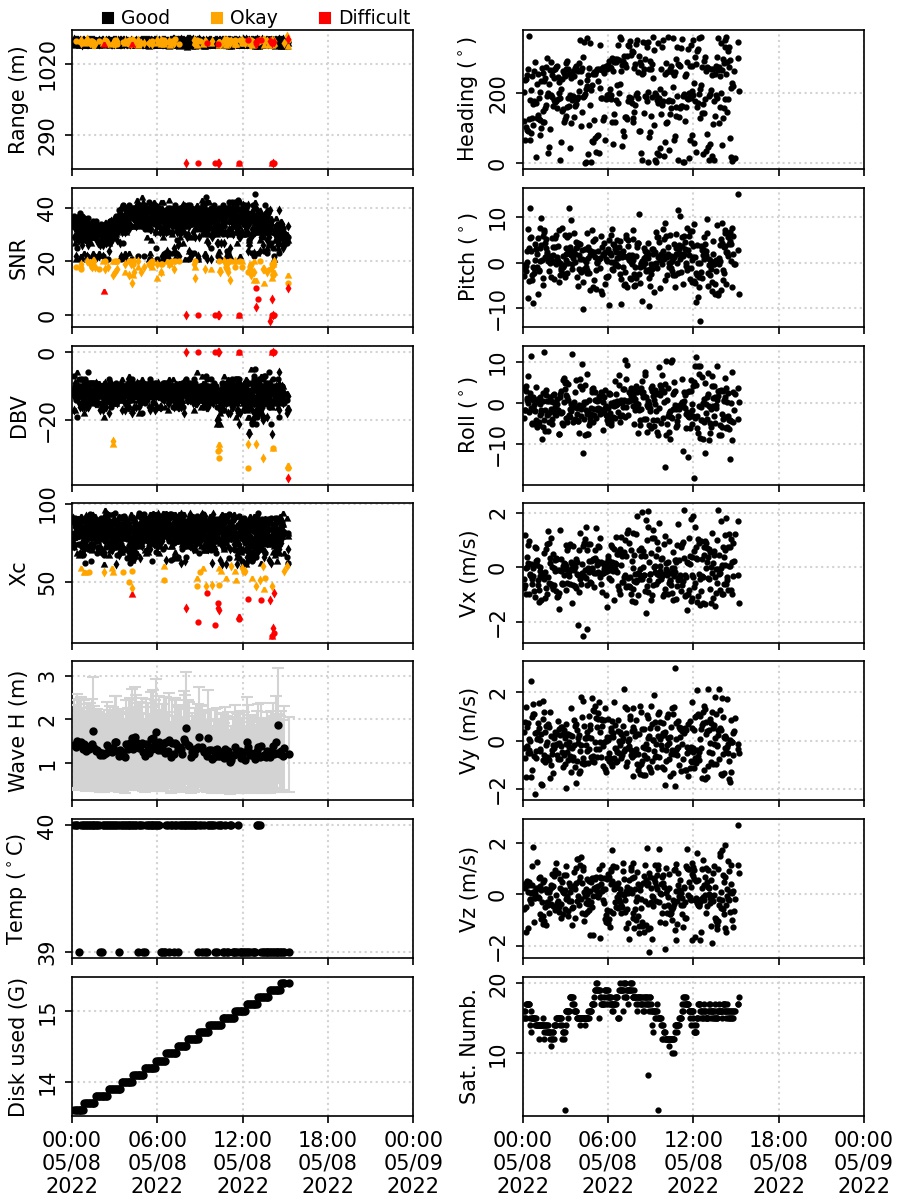 Good Okay Difficult
Range (m)
1020
290
Heading (°)
200
0
SNR
40
20
0
Pitch (°)
10
0
−10
DBV
0
−20
Roll (°)
10
0
−10
Xc
100
50
Vx (m/s)
2
0
−2
Wave H (m)
3
2
1
Vy (m/s)
2
0
−2
Temp (°C)
40
39
Vz (m/s)
2
0
−2
Disk used (G)
15
14
Sat. Numb.
20
10
00:00 06:00 12:00 18:00 00:00 00:00 06:00 12:00 18:00 00:00
05/08 05/08 05/08 05/08 05/09 05/08 05/08 05/08 05/08 05/09
2022 2022 2022 2022 2022 2022 2022 2022 2022 2022